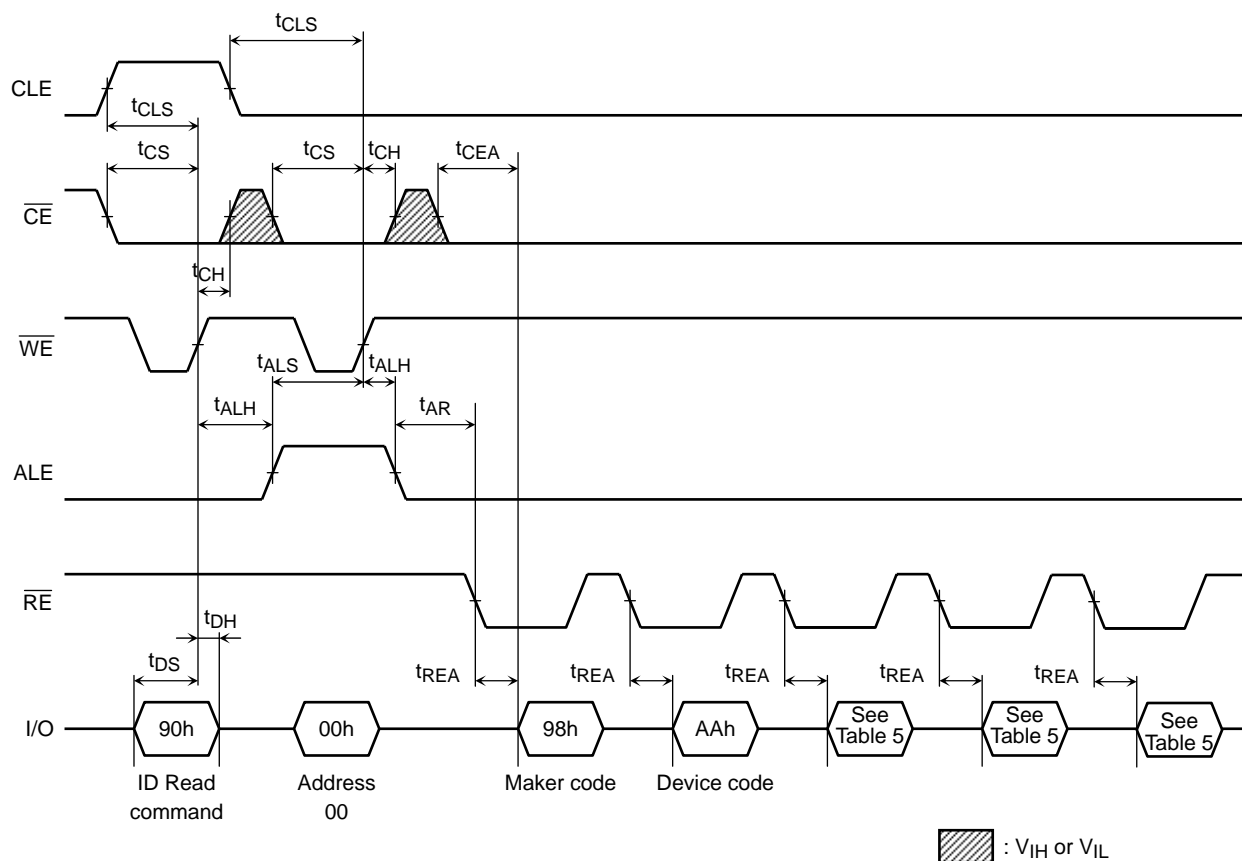 tCLS
CLE
tCLS
tCS
tCS
tCH
tCEA
CE
tCH
WE
tALS
tALH
tALH
tAR
ALE
RE
tDH
tDS
tREA
tREA
tREA
tREA
tREA
I/O
90h
00h
98h
AAh
See
Table 5
See
Table 5
See
Table 5
ID Read
command
Address
00
Maker code
Device code
: VIH or VIL